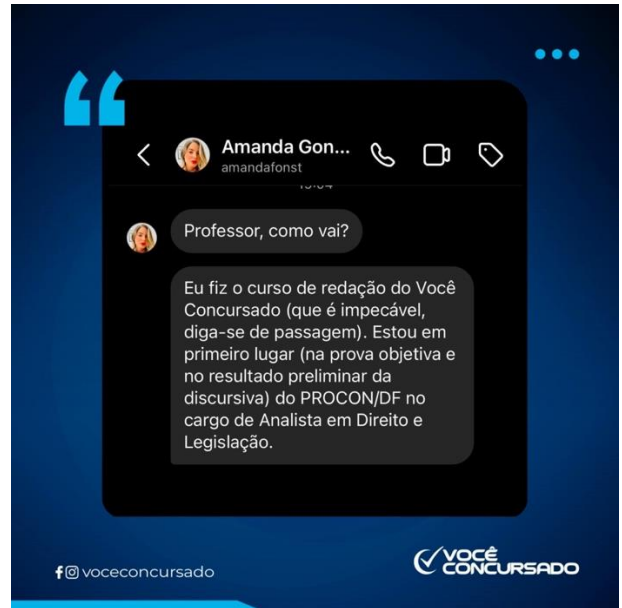 “
Amanda Gon...
amandafonst
Professor, como vai?
Eu fiz o curso de redação do Você
Concursado (que é impecável,
diga-se de passagem). Estou em
primeiro lugar (na prova objetiva e
no resultado preliminar da
discursiva) do PROCON/DF no
cargo de Analista em Direito e
Legislação.
voceconcursado
VOCÊ
CONCURSADO